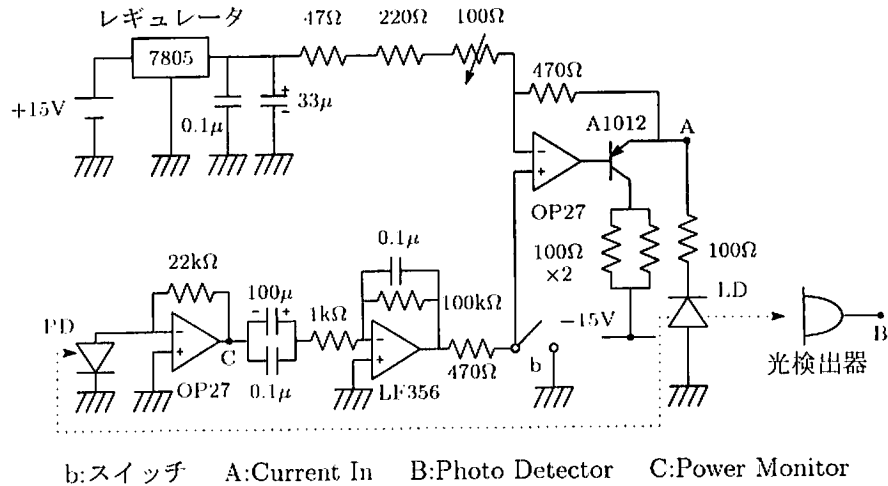 レギュレータ
7805
47Ω
220Ω
100Ω
+15V
0.1μ
+
−
33μ
470Ω
A1012
A
−
+
OP27
100Ω
×2
100Ω
LD
−15V
B
光検出器
0.1μ
100kΩ
22kΩ
100μ
−
+
1kΩ
PD
−
+
C
OP27
0.1μ
−
+
LF356
470Ω
b
b:スイッチ A:Current In B:Photo Detector C:Power Monitor